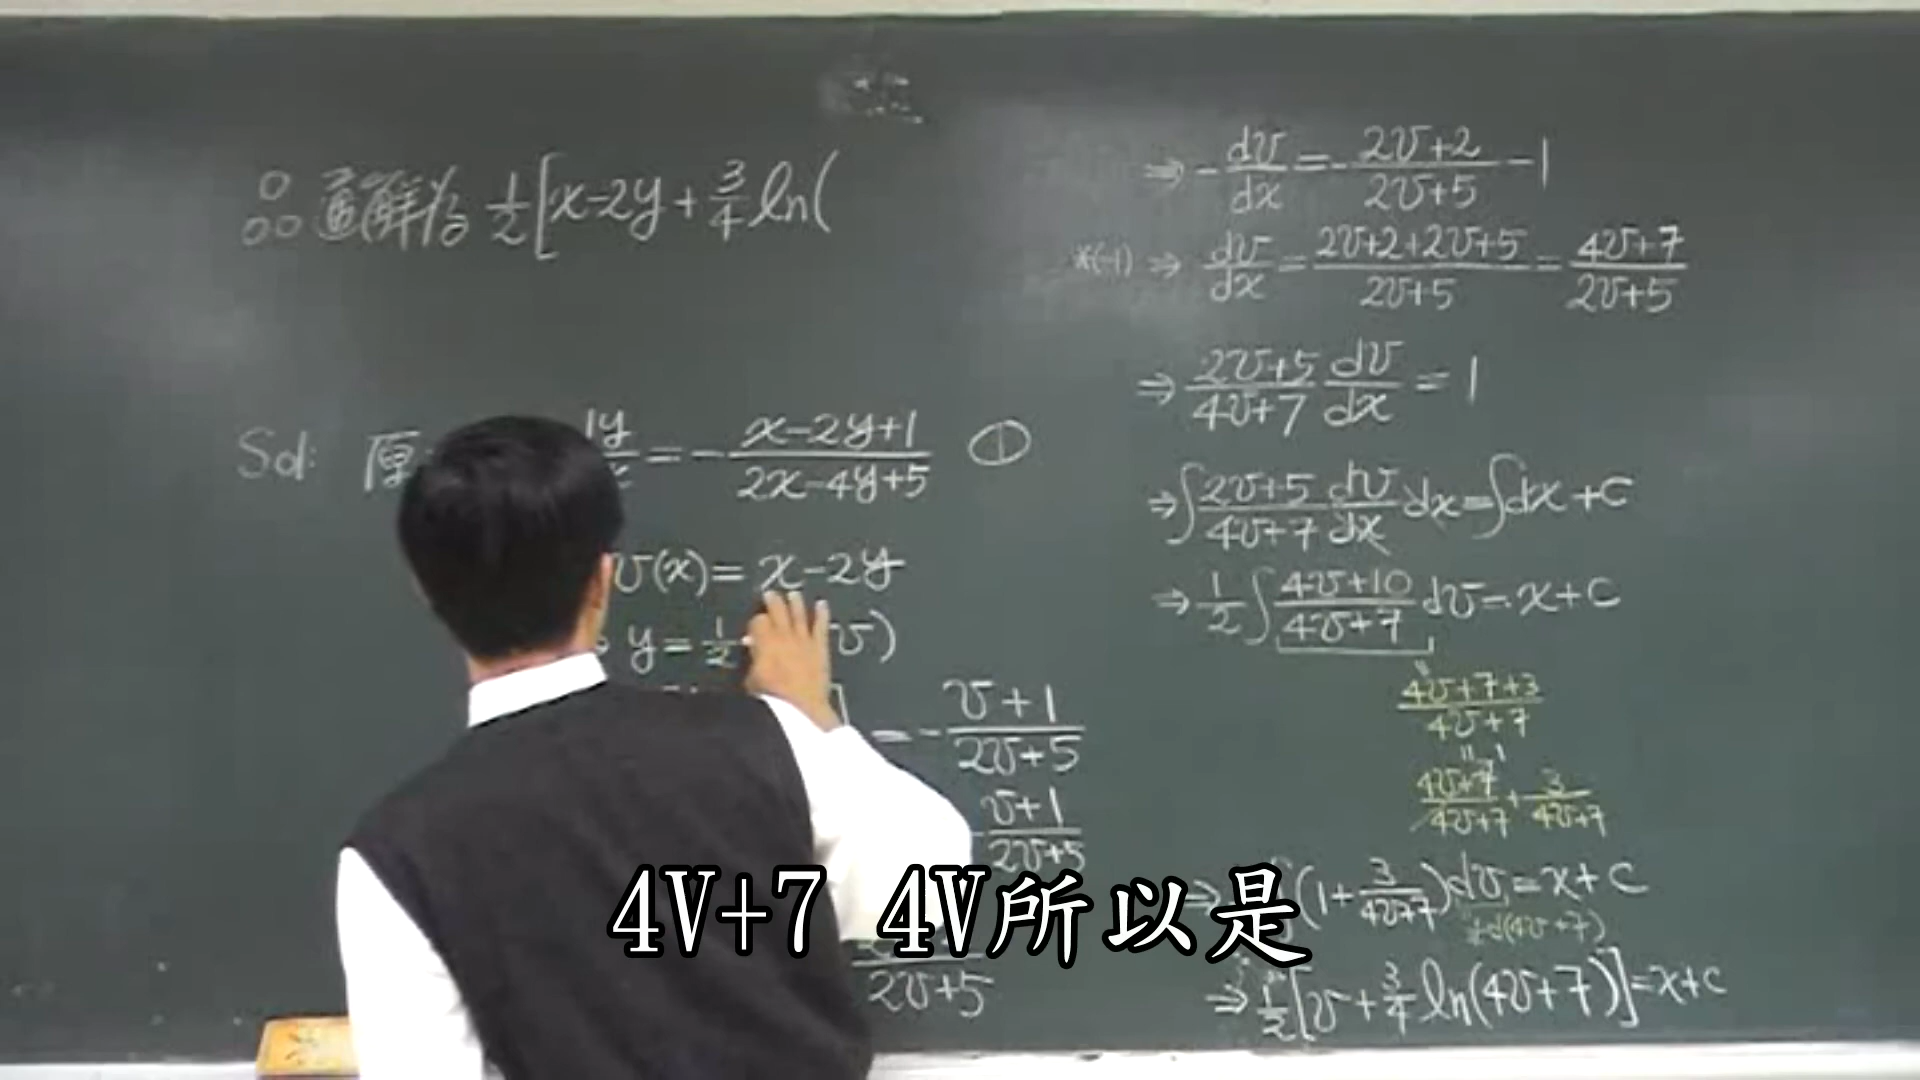 ∴ 通解為 1/2[x-2y+3/4 ln(
Sol: 原 y = - (x-2y+1)/(2x-4y+5) ①
v(x)=x-2y
y=1/2 v)
= - (v+1)/(2v+5)
(v+1)/(2v+5)
2v+5
⇒ - dv/dx = - (2v+2)/(2v+5) - 1
*(-1) ⇒ dv/dx = (2v+2+2v+5)/(2v+5) = (4v+7)/(2v+5)
⇒ (2v+5)/(4v+7) dv/dx = 1
⇒ ∫ (2v+5)/(4v+7) dv/dx dx = ∫dx + c
⇒ 1/2 ∫ (4v+10)/(4v+7) dv = x + c
"
(4v+7+3)/(4v+7)
" 1
(4v+7)/(4v+7) + 3/(4v+7)
⇒ (1+3/(4v+7))dv = x + c
d(4v+7)
⇒ 1/2[v+3/4 ln(4v+7)] = x+c
4V+7 4V所以是